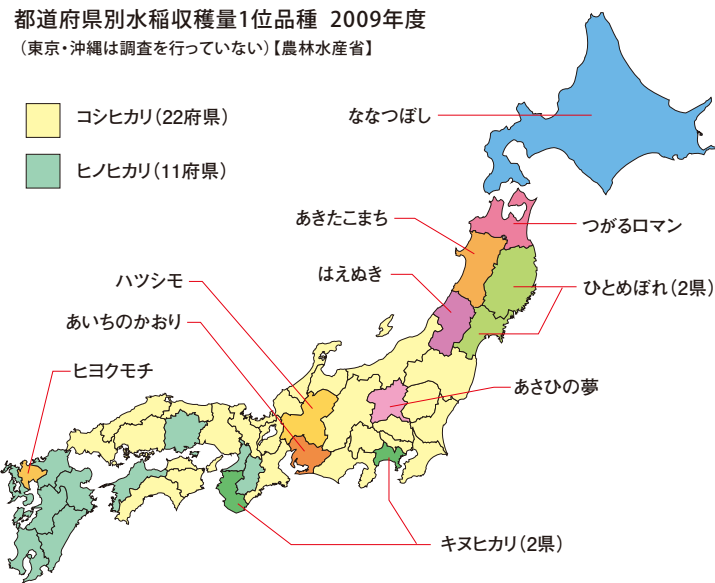 都道府県別水稲収穫量1位品種 2009年度
（東京・沖縄は調査を行っていない）【農林水産省】
コシヒカリ（22府県）
ヒノヒカリ（11府県）
ななつぼし
あきたこまち
つがるロマン
はえぬき
ひとめぼれ（2県）
ハツシモ
あいちのかおり
ヒヨクモチ
あさひの夢
キヌヒカリ（2県）